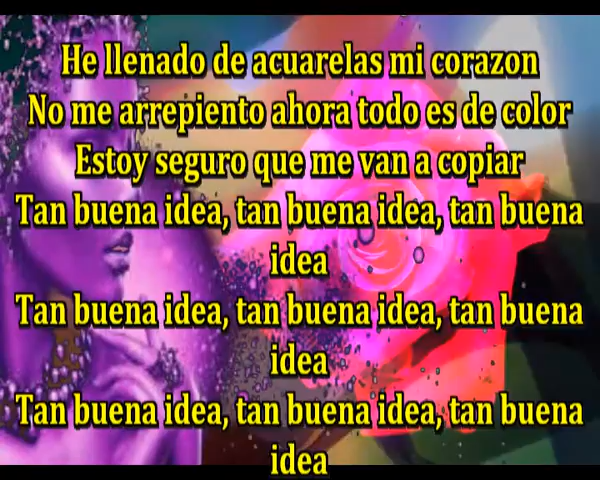 He llenado de acuarelas mi corazon
No me arrepiento ahora todo es de color
Estoy seguro que me van a copiar
Tan buena idea, tan buena idea, tan buena
idea
Tan buena idea, tan buena idea, tan buena
idea
Tan buena idea, tan buena idea, tan buena
idea